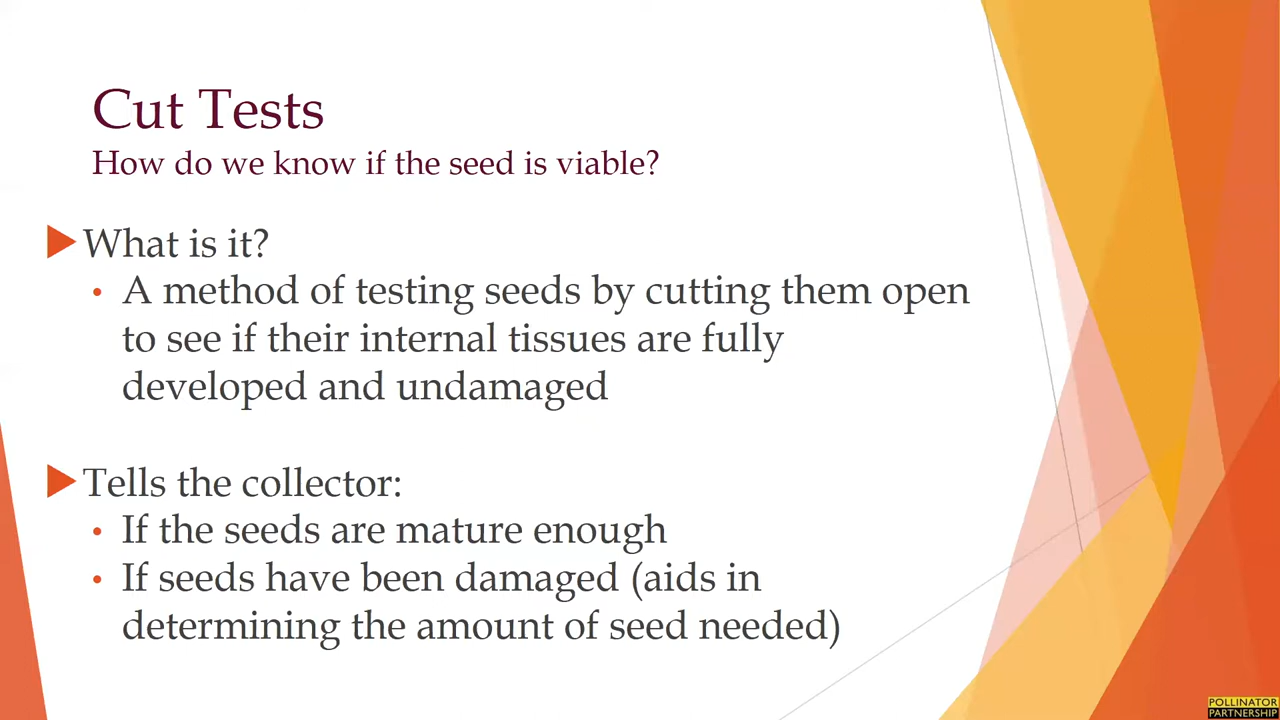 Cut Tests
How do we know if the seed is viable?
What is it?
• A method of testing seeds by cutting them open
to see if their internal tissues are fully
developed and undamaged
Tells the collector:
• If the seeds are mature enough
• If seeds have been damaged (aids in
determining the amount of seed needed)
POLLINATOR
PARTNERSHIP